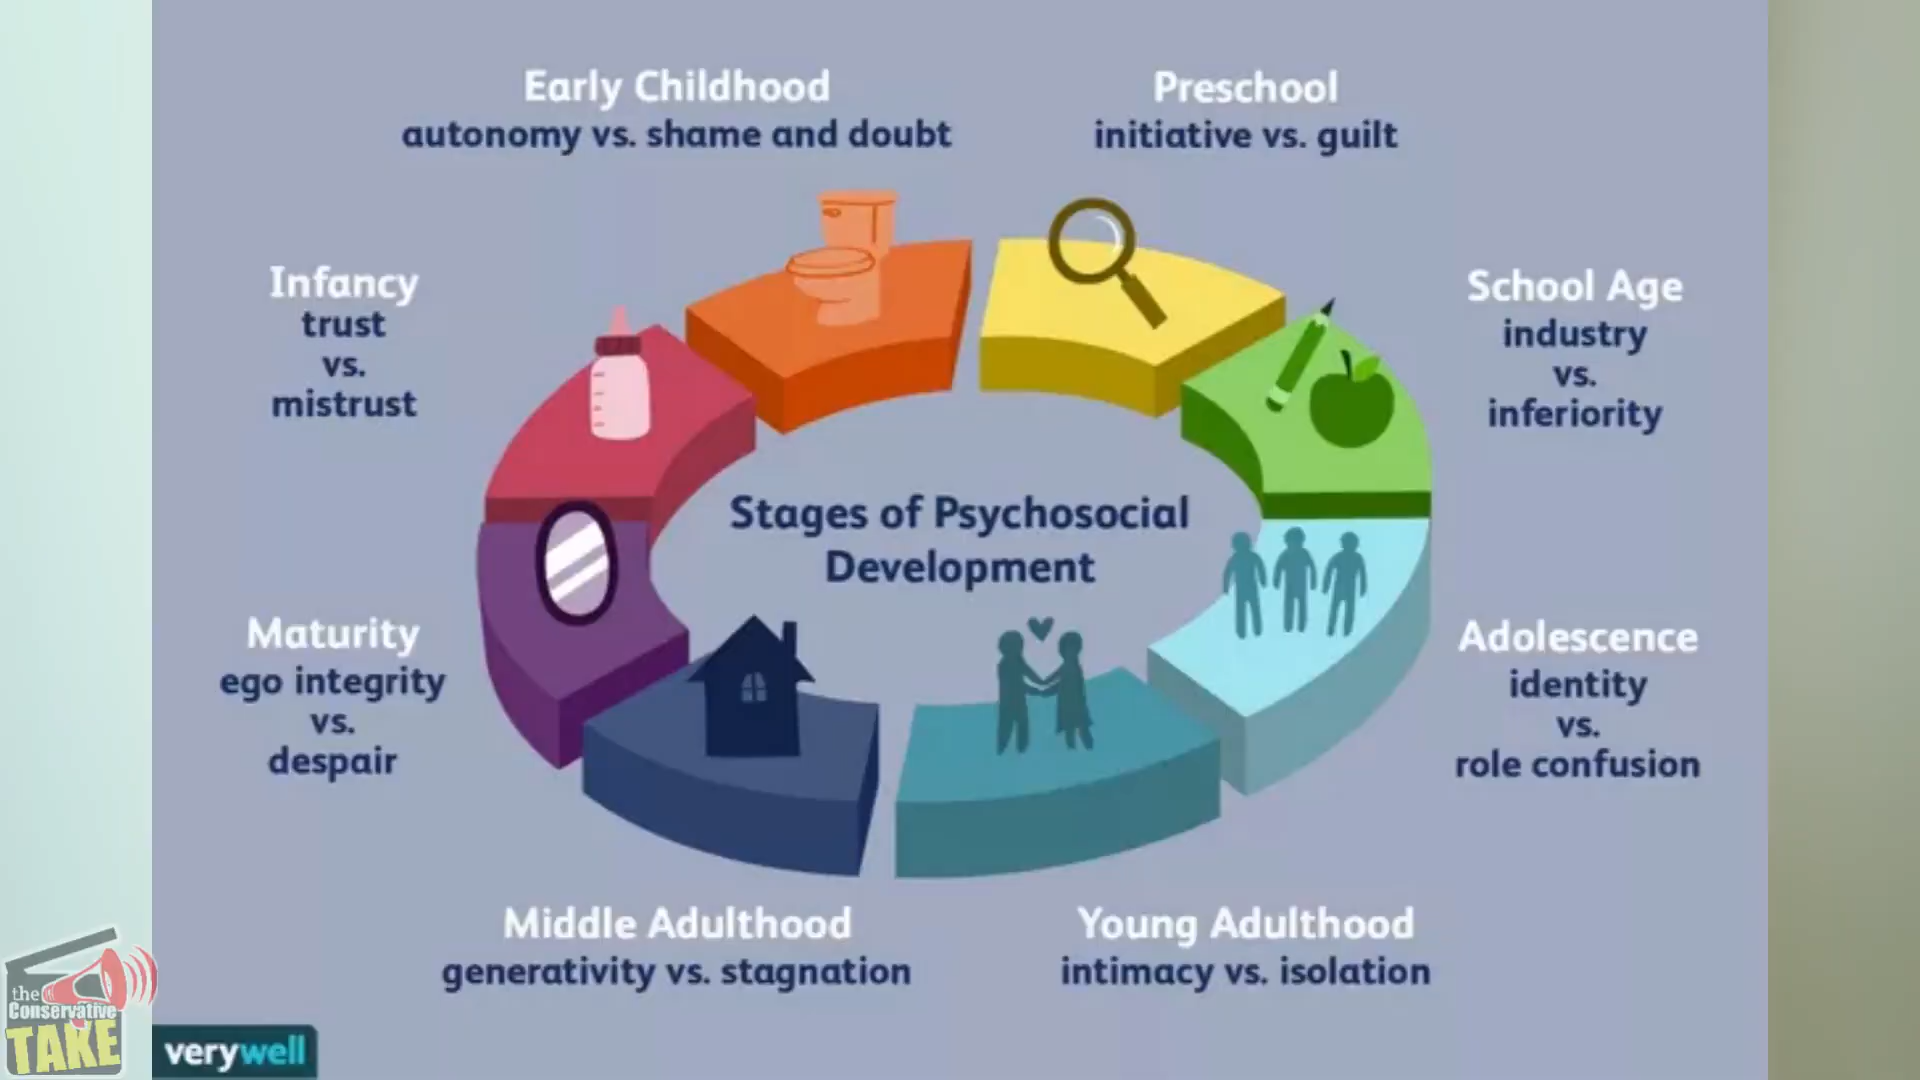 Early Childhood
autonomy vs. shame and doubt
Preschool
initiative vs. guilt
Infancy
trust
vs.
mistrust
School Age
industry
vs.
inferiority
Stages of Psychosocial
Development
Maturity
ego integrity
vs.
despair
Adolescence
identity
vs.
role confusion
Middle Adulthood
generativity vs. stagnation
Young Adulthood
intimacy vs. isolation
the
Conservative
TAKE
verywell